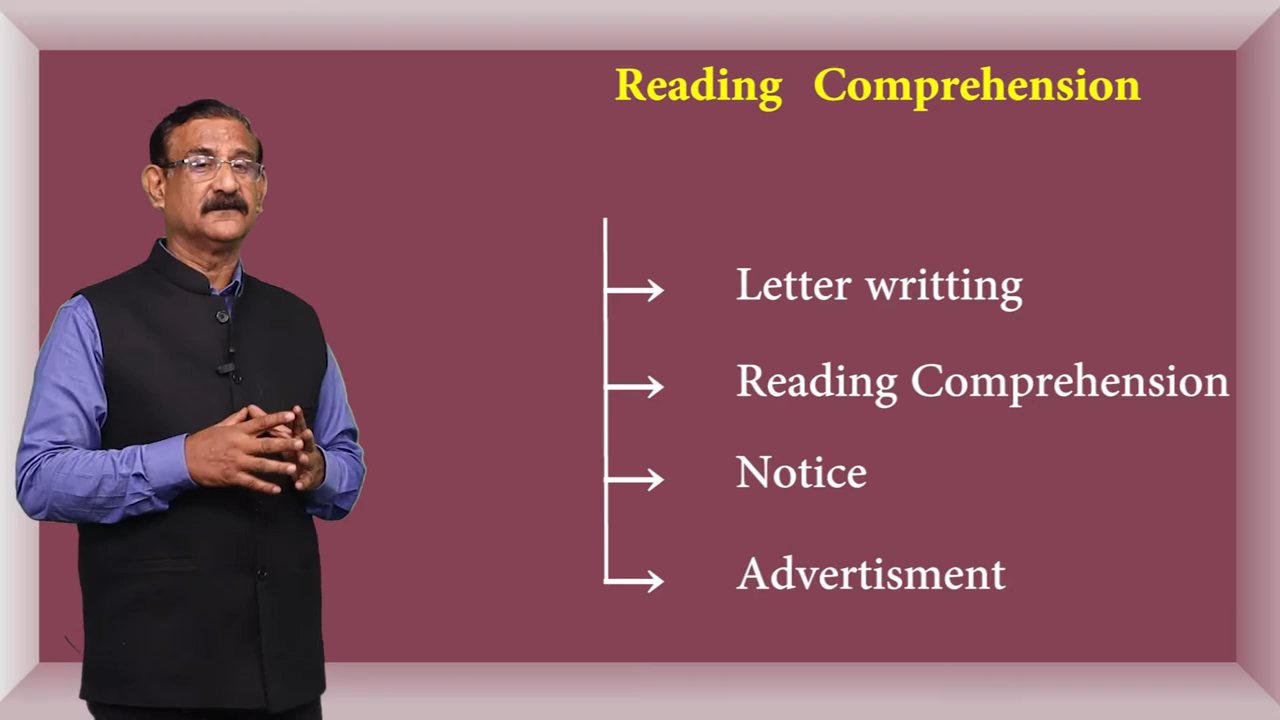 Reading Comprehension
Letter writting
Reading Comprehension
Notice
Advertisment